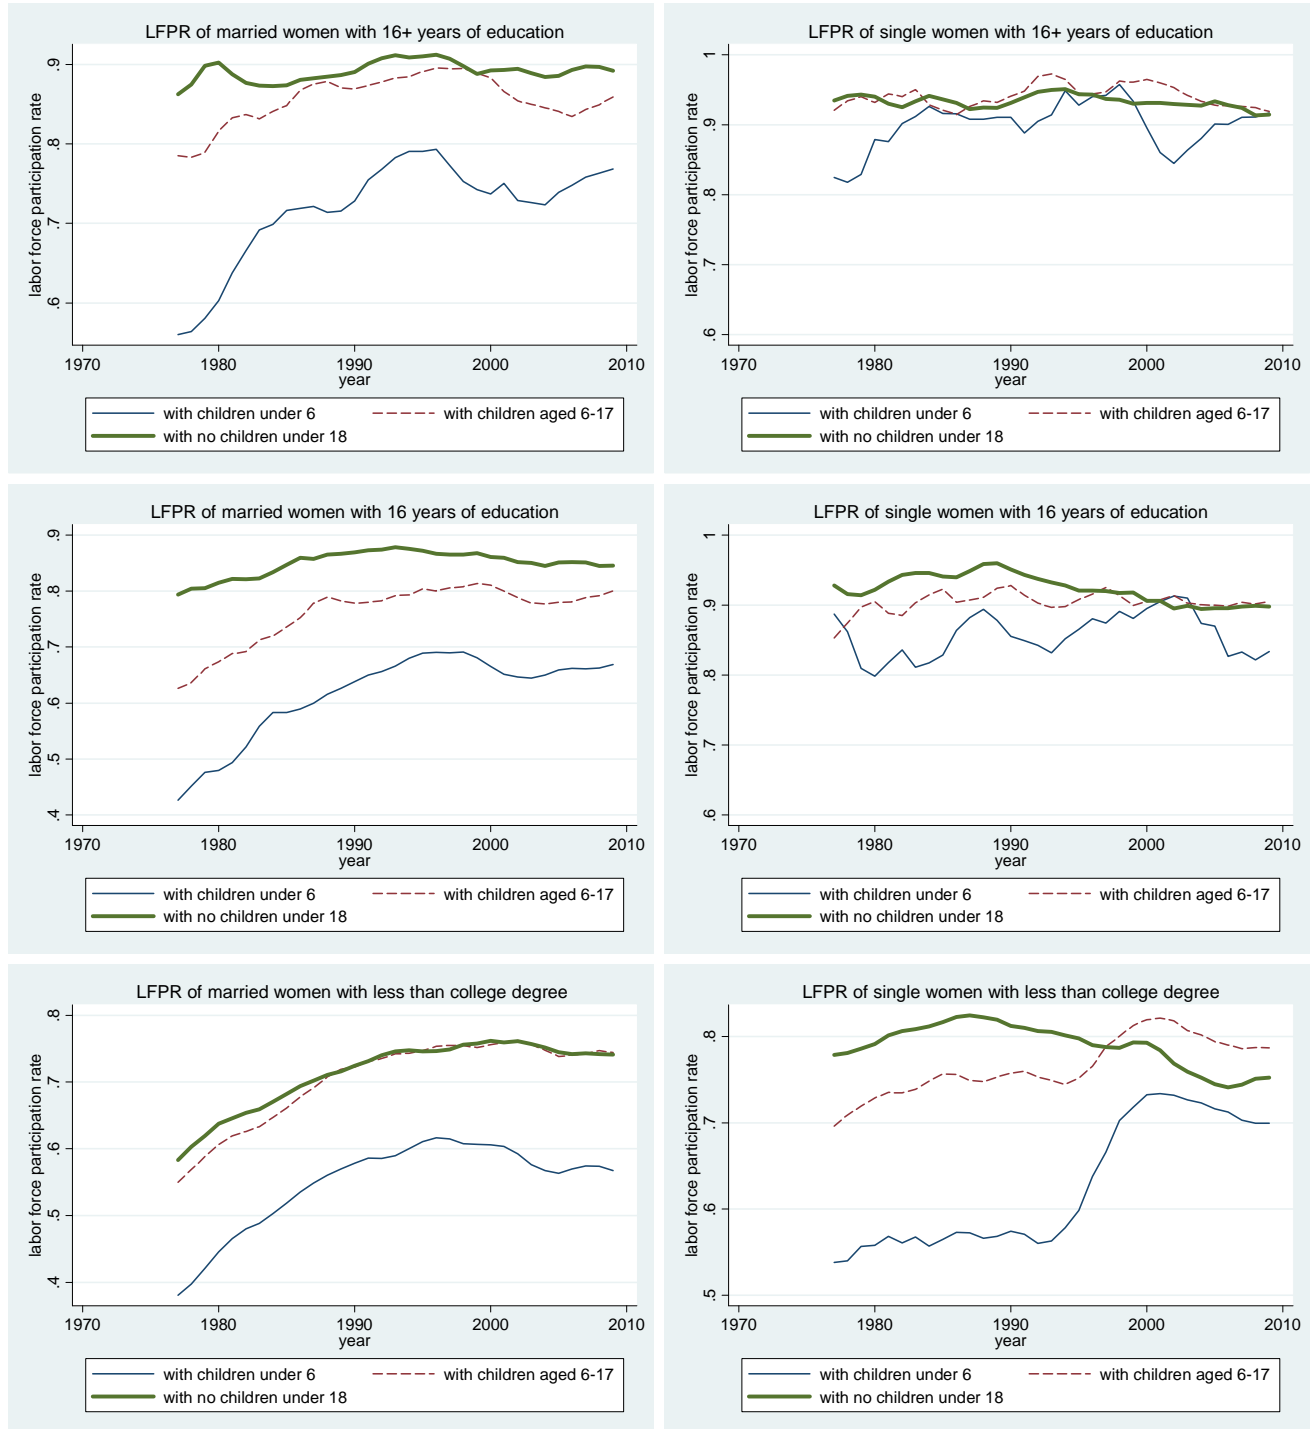 LFPR of married women with 16+ years of education
labor force participation rate
.9
.8
.7
.6
1970 1980 1990 2000 2010
year
with children under 6 with children aged 6-17
with no children under 18
LFPR of single women with 16+ years of education
labor force participation rate
1
.9
.8
.7
.6
1970 1980 1990 2000 2010
year
with children under 6 with children aged 6-17
with no children under 18
LFPR of married women with 16 years of education
labor force participation rate
.9
.8
.7
.6
.5
.4
1970 1980 1990 2000 2010
year
with children under 6 with children aged 6-17
with no children under 18
LFPR of single women with 16 years of education
labor force participation rate
1
.9
.8
.7
.6
1970 1980 1990 2000 2010
year
with children under 6 with children aged 6-17
with no children under 18
LFPR of married women with less than college degree
labor force participation rate
.8
.7
.6
.5
.4
1970 1980 1990 2000 2010
year
with children under 6 with children aged 6-17
with no children under 18
LFPR of single women with less than college degree
labor force participation rate
.8
.7
.6
.5
1970 1980 1990 2000 2010
year
with children under 6 with children aged 6-17
with no children under 18